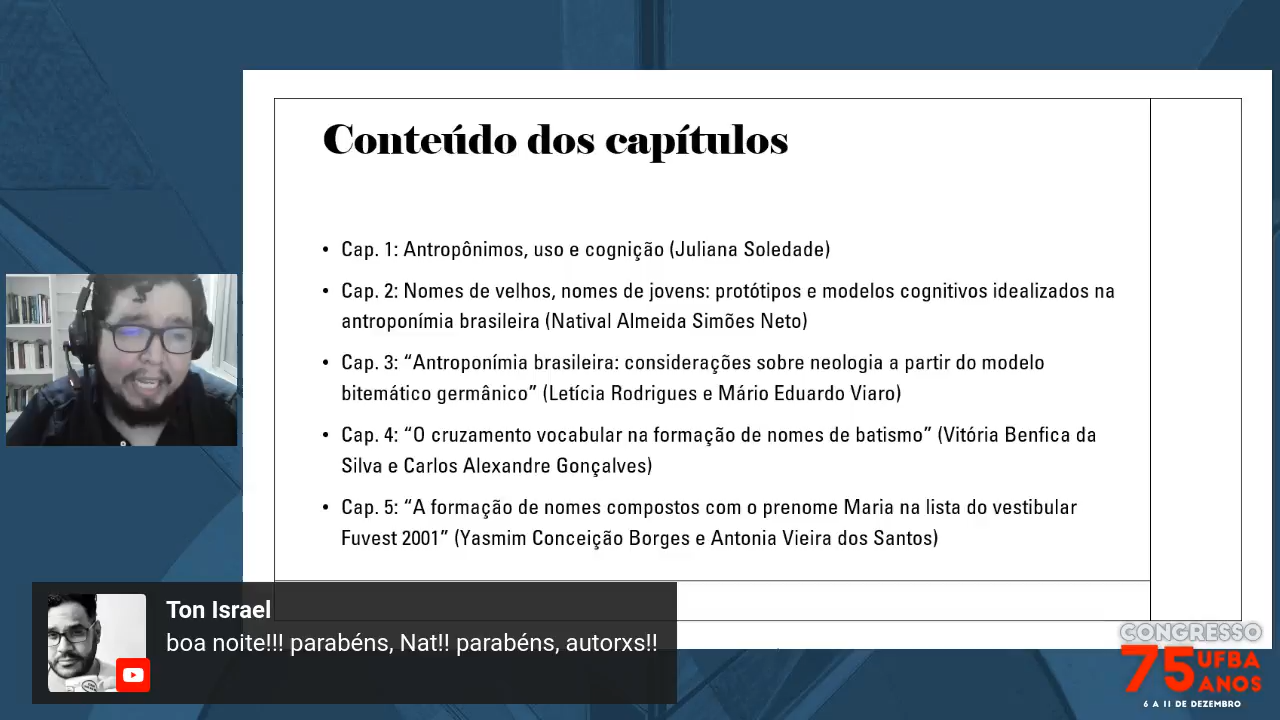 Conteúdo dos capítulos
• Cap. 1: Antropônimos, uso e cognição (Juliana Soledade)
• Cap. 2: Nomes de velhos, nomes de jovens: protótipos e modelos cognitivos idealizados na
antroponímia brasileira (Natival Almeida Simões Neto)
• Cap. 3: “Antroponímia brasileira: considerações sobre neologia a partir do modelo
bitemático germânico” (Letícia Rodrigues e Mário Eduardo Viaro)
• Cap. 4: “O cruzamento vocabular na formação de nomes de batismo” (Vitória Benfica da
Silva e Carlos Alexandre Gonçalves)
• Cap. 5: “A formação de nomes compostos com o prenome Maria na lista do vestibular
Fuvest 2001” (Yasmim Conceição Borges e Antonia Vieira dos Santos)
Ton Israel
boa noite!!! parabéns, Nat!! parabéns, autorxs!!
CONGRESSO
75 UFBA
ANOS
6 A 11 DE DEZEMBRO